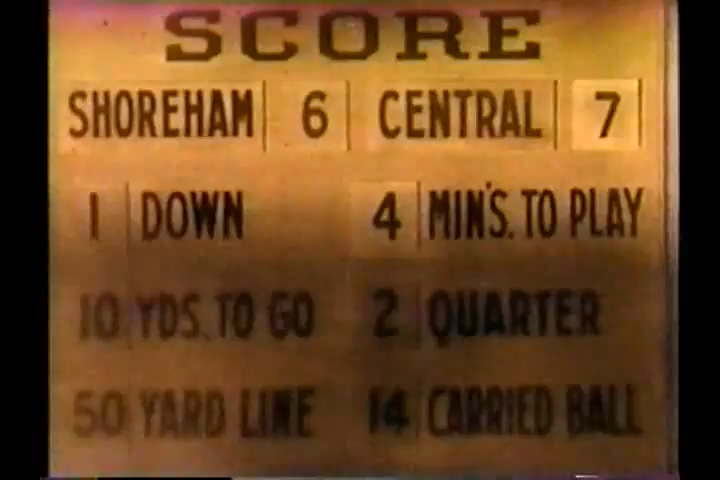 SCORE
SHOREHAM 6 CENTRAL 7
1 DOWN 4 MIN'S. TO PLAY
10 YDS. TO GO 2 QUARTER
50 YARD LINE 14 CARRIED BALL